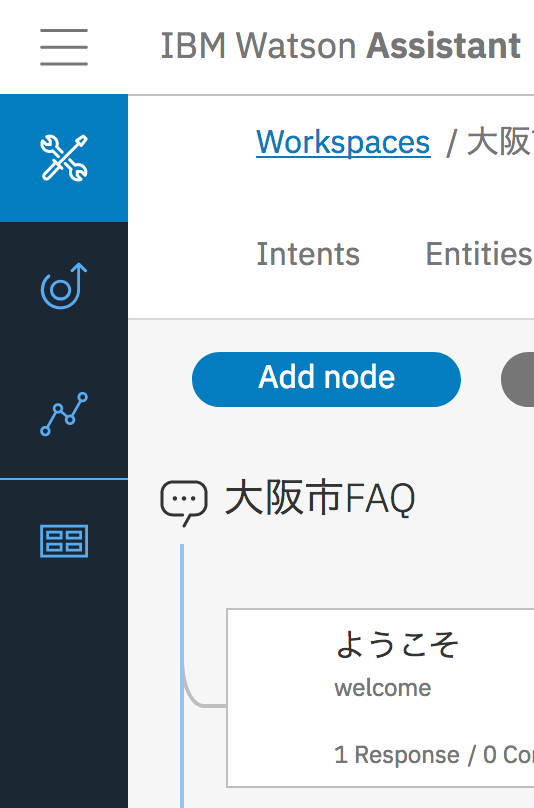 IBM Watson Assistant
Workspaces / 大阪
Intents Entities
Add node
大阪市FAQ
ようこそ
welcome
1 Response / 0